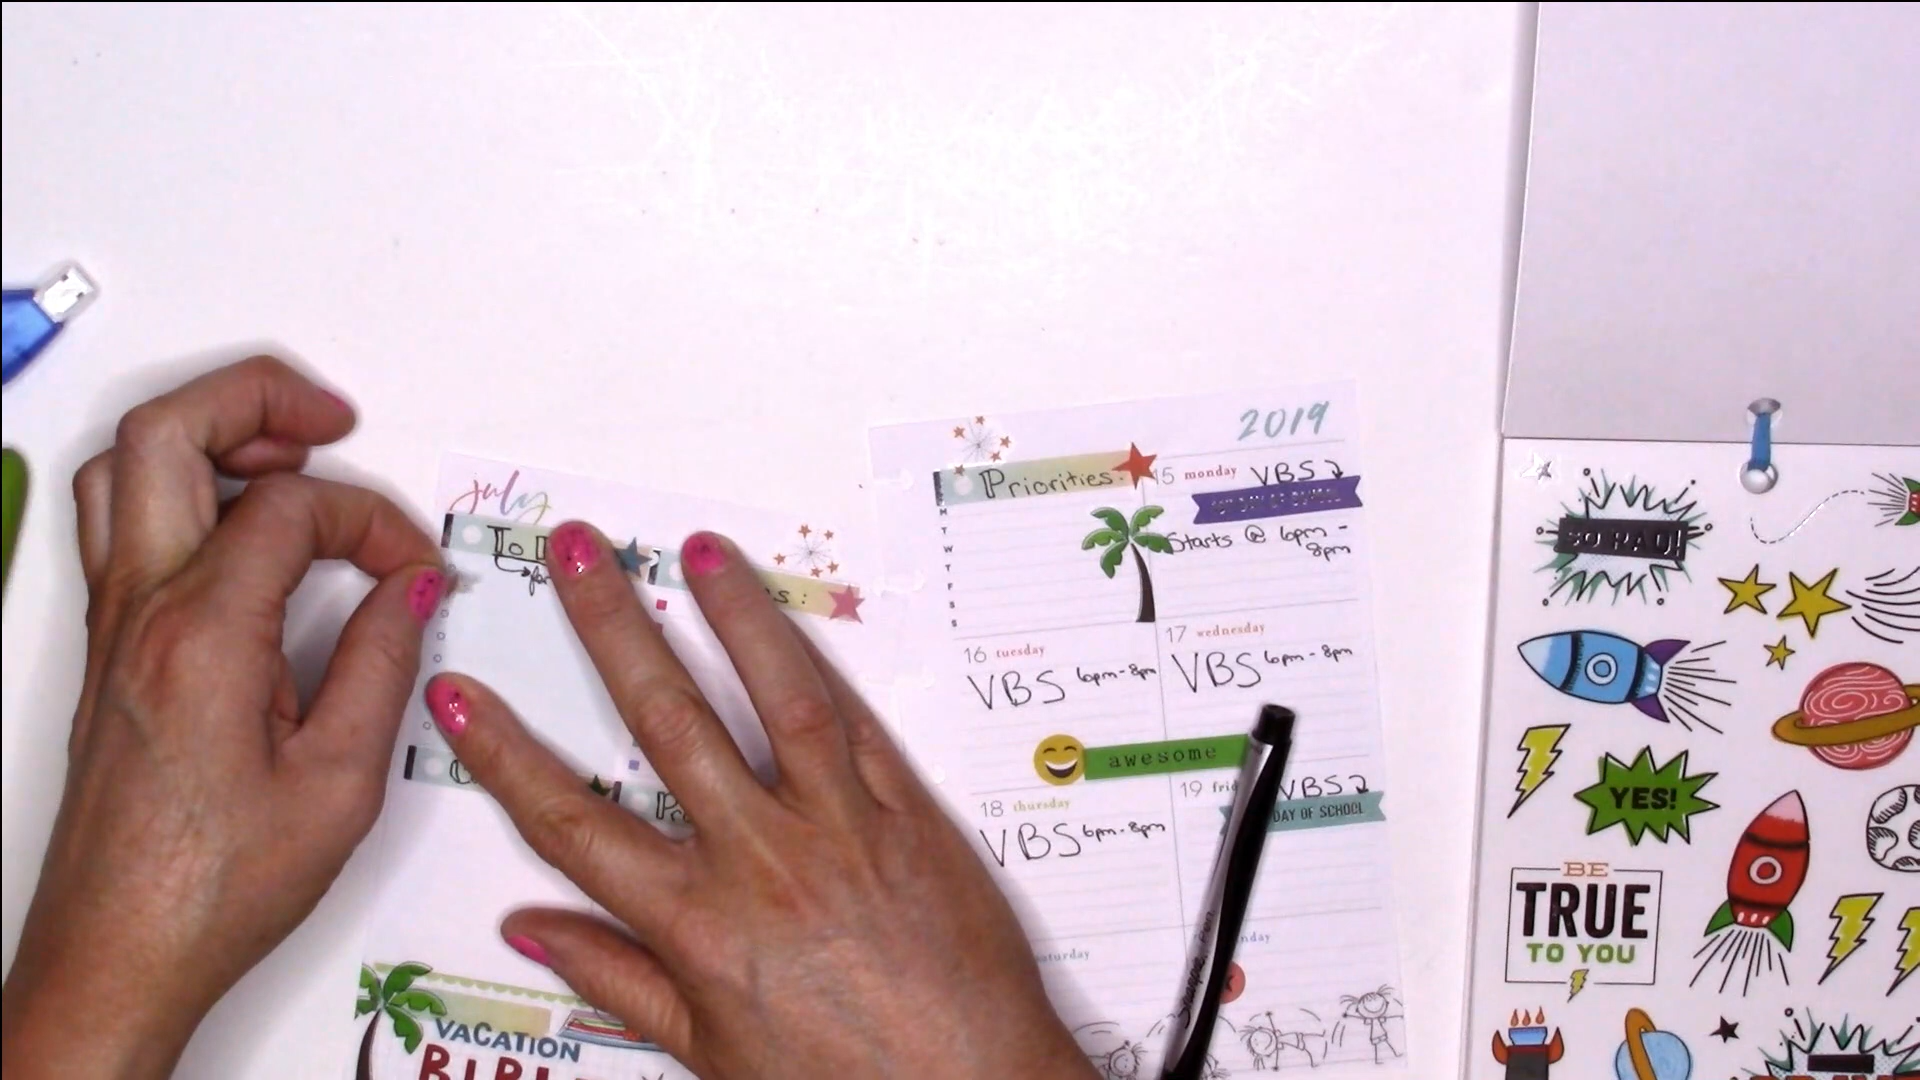 july
To
for
s:
VACATION
2019
Priorities:
M
T
W
T
F
S
S
15 monday VBS
Starts @ 6pm -
8pm
16 tuesday
VBS 6pm-8pm
17 wednesday
VBS 6pm-8pm
awesome
18 thursday
VBS 6pm-8pm
19 VBS
DAY OF SCHOOL
SO RAD!
YES!
BE
TRUE
TO YOU